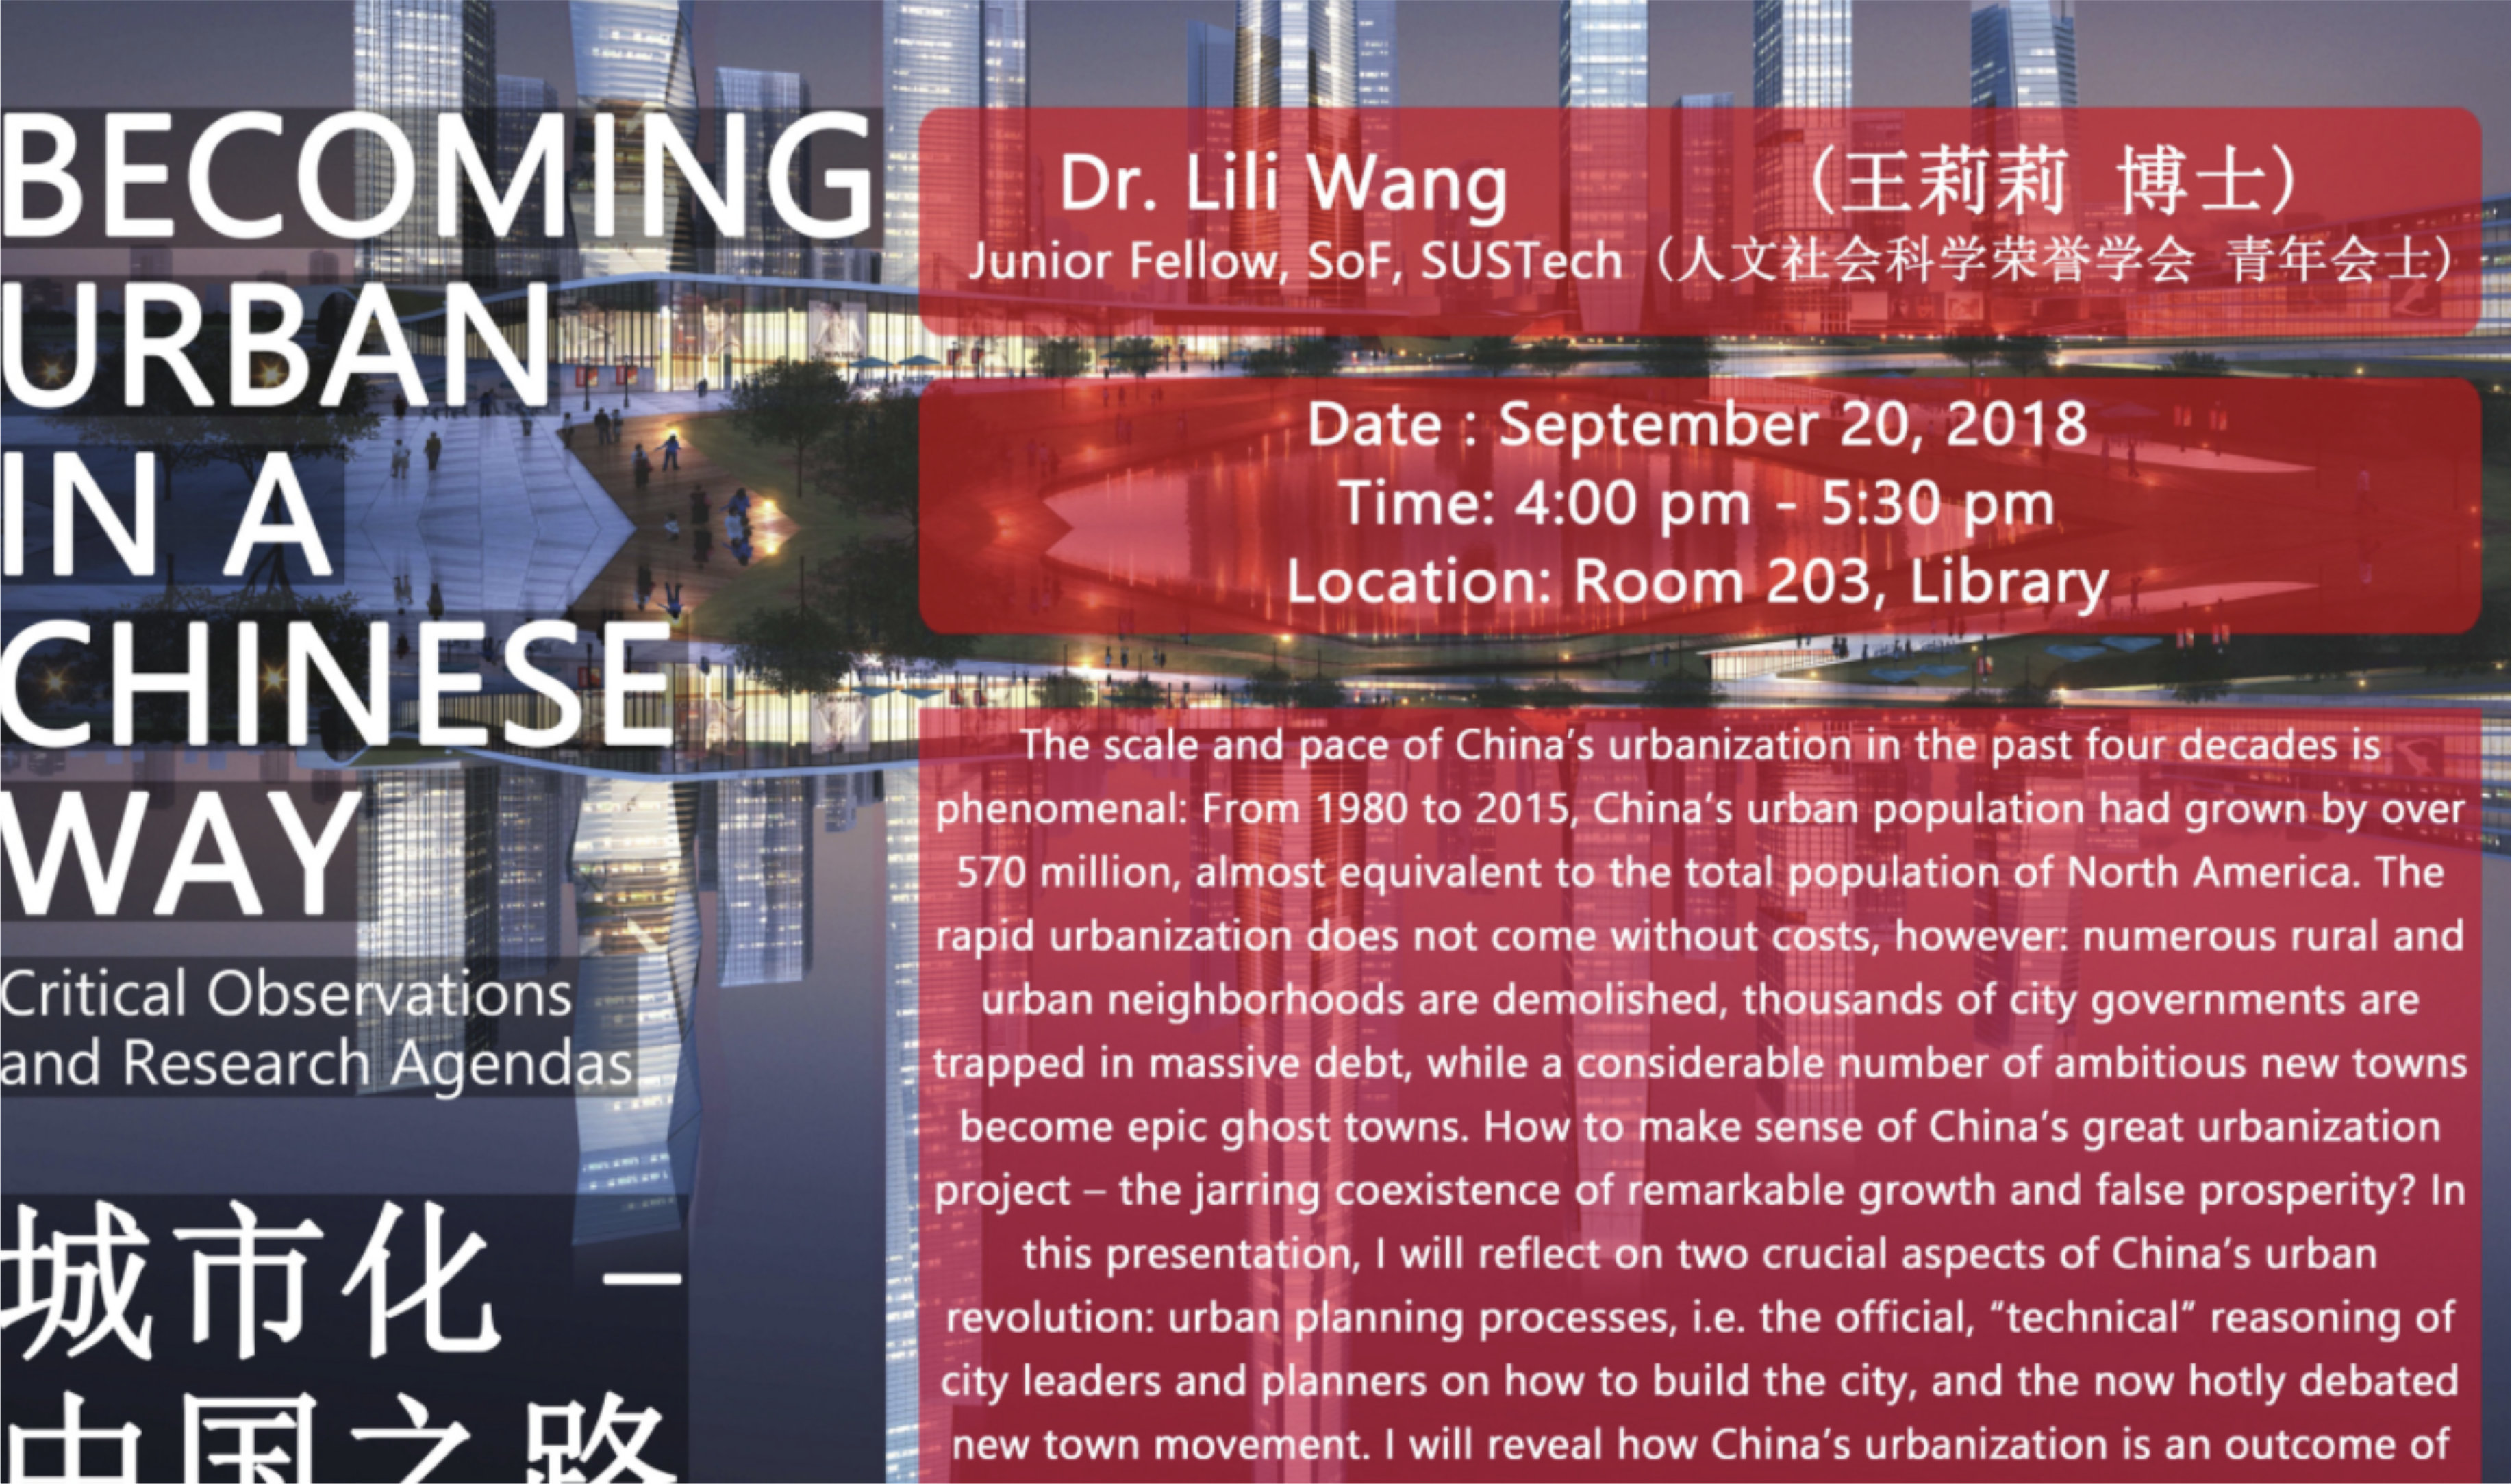 BECOMING
URBAN
IN A
CHINESE
WAY
Critical Observations
and Research Agendas
城市化 –
中国之路
Dr. Lili Wang （王莉莉 博士）
Junior Fellow, SoF, SUSTech（人文社会科学荣誉学会 青年会士）
Date : September 20, 2018
Time: 4:00 pm - 5:30 pm
Location: Room 203, Library
The scale and pace of China’s urbanization in the past four decades is
phenomenal: From 1980 to 2015, China’s urban population had grown by over
570 million, almost equivalent to the total population of North America. The
rapid urbanization does not come without costs, however: numerous rural and
urban neighborhoods are demolished, thousands of city governments are
trapped in massive debt, while a considerable number of ambitious new towns
become epic ghost towns. How to make sense of China’s great urbanization
project – the jarring coexistence of remarkable growth and false prosperity? In
this presentation, I will reflect on two crucial aspects of China’s urban
revolution: urban planning processes, i.e. the official, “technical” reasoning of
city leaders and planners on how to build the city, and the now hotly debated
new town movement. I will reveal how China’s urbanization is an outcome of